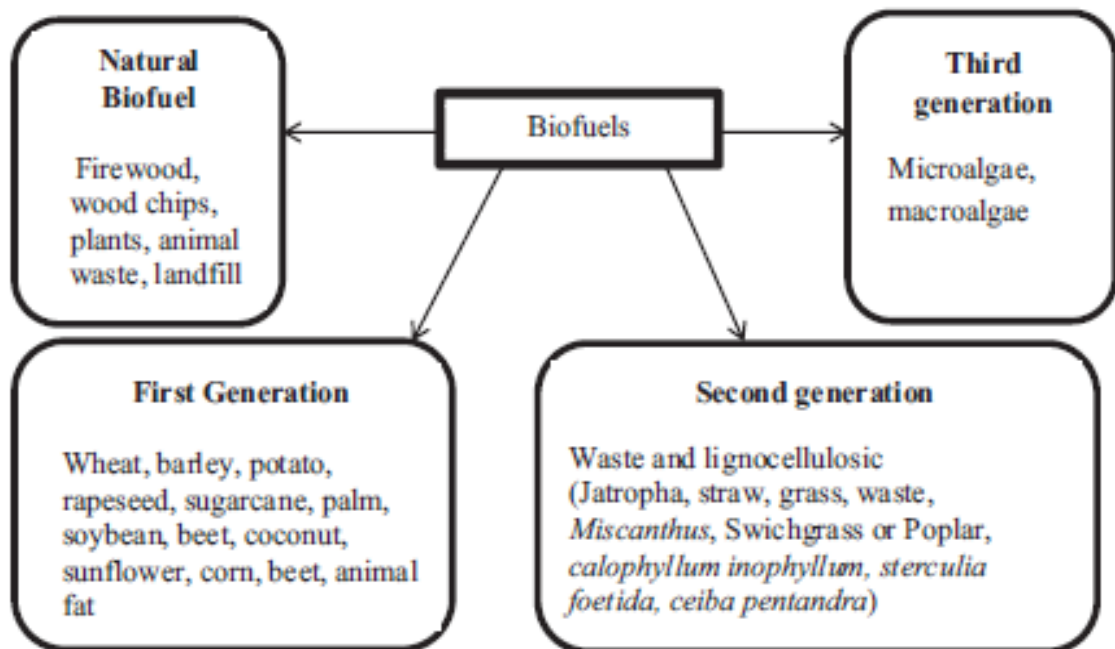 Biofuels
Natural
Biofuel
Firewood,
wood chips,
plants, animal
waste, landfill
Third
generation
Microalgae,
macroalgae
First Generation
Wheat, barley, potato,
rapeseed, sugarcane, palm,
soybean, beet, coconut,
sunflower, corn, beet, animal
fat
Second generation
Waste and lignocellulosic
(Jatropha, straw, grass, waste,
Miscanthus, Swichgrass or Poplar,
calophyllum inophyllum, sterculia
foetida, ceiba pentandra)